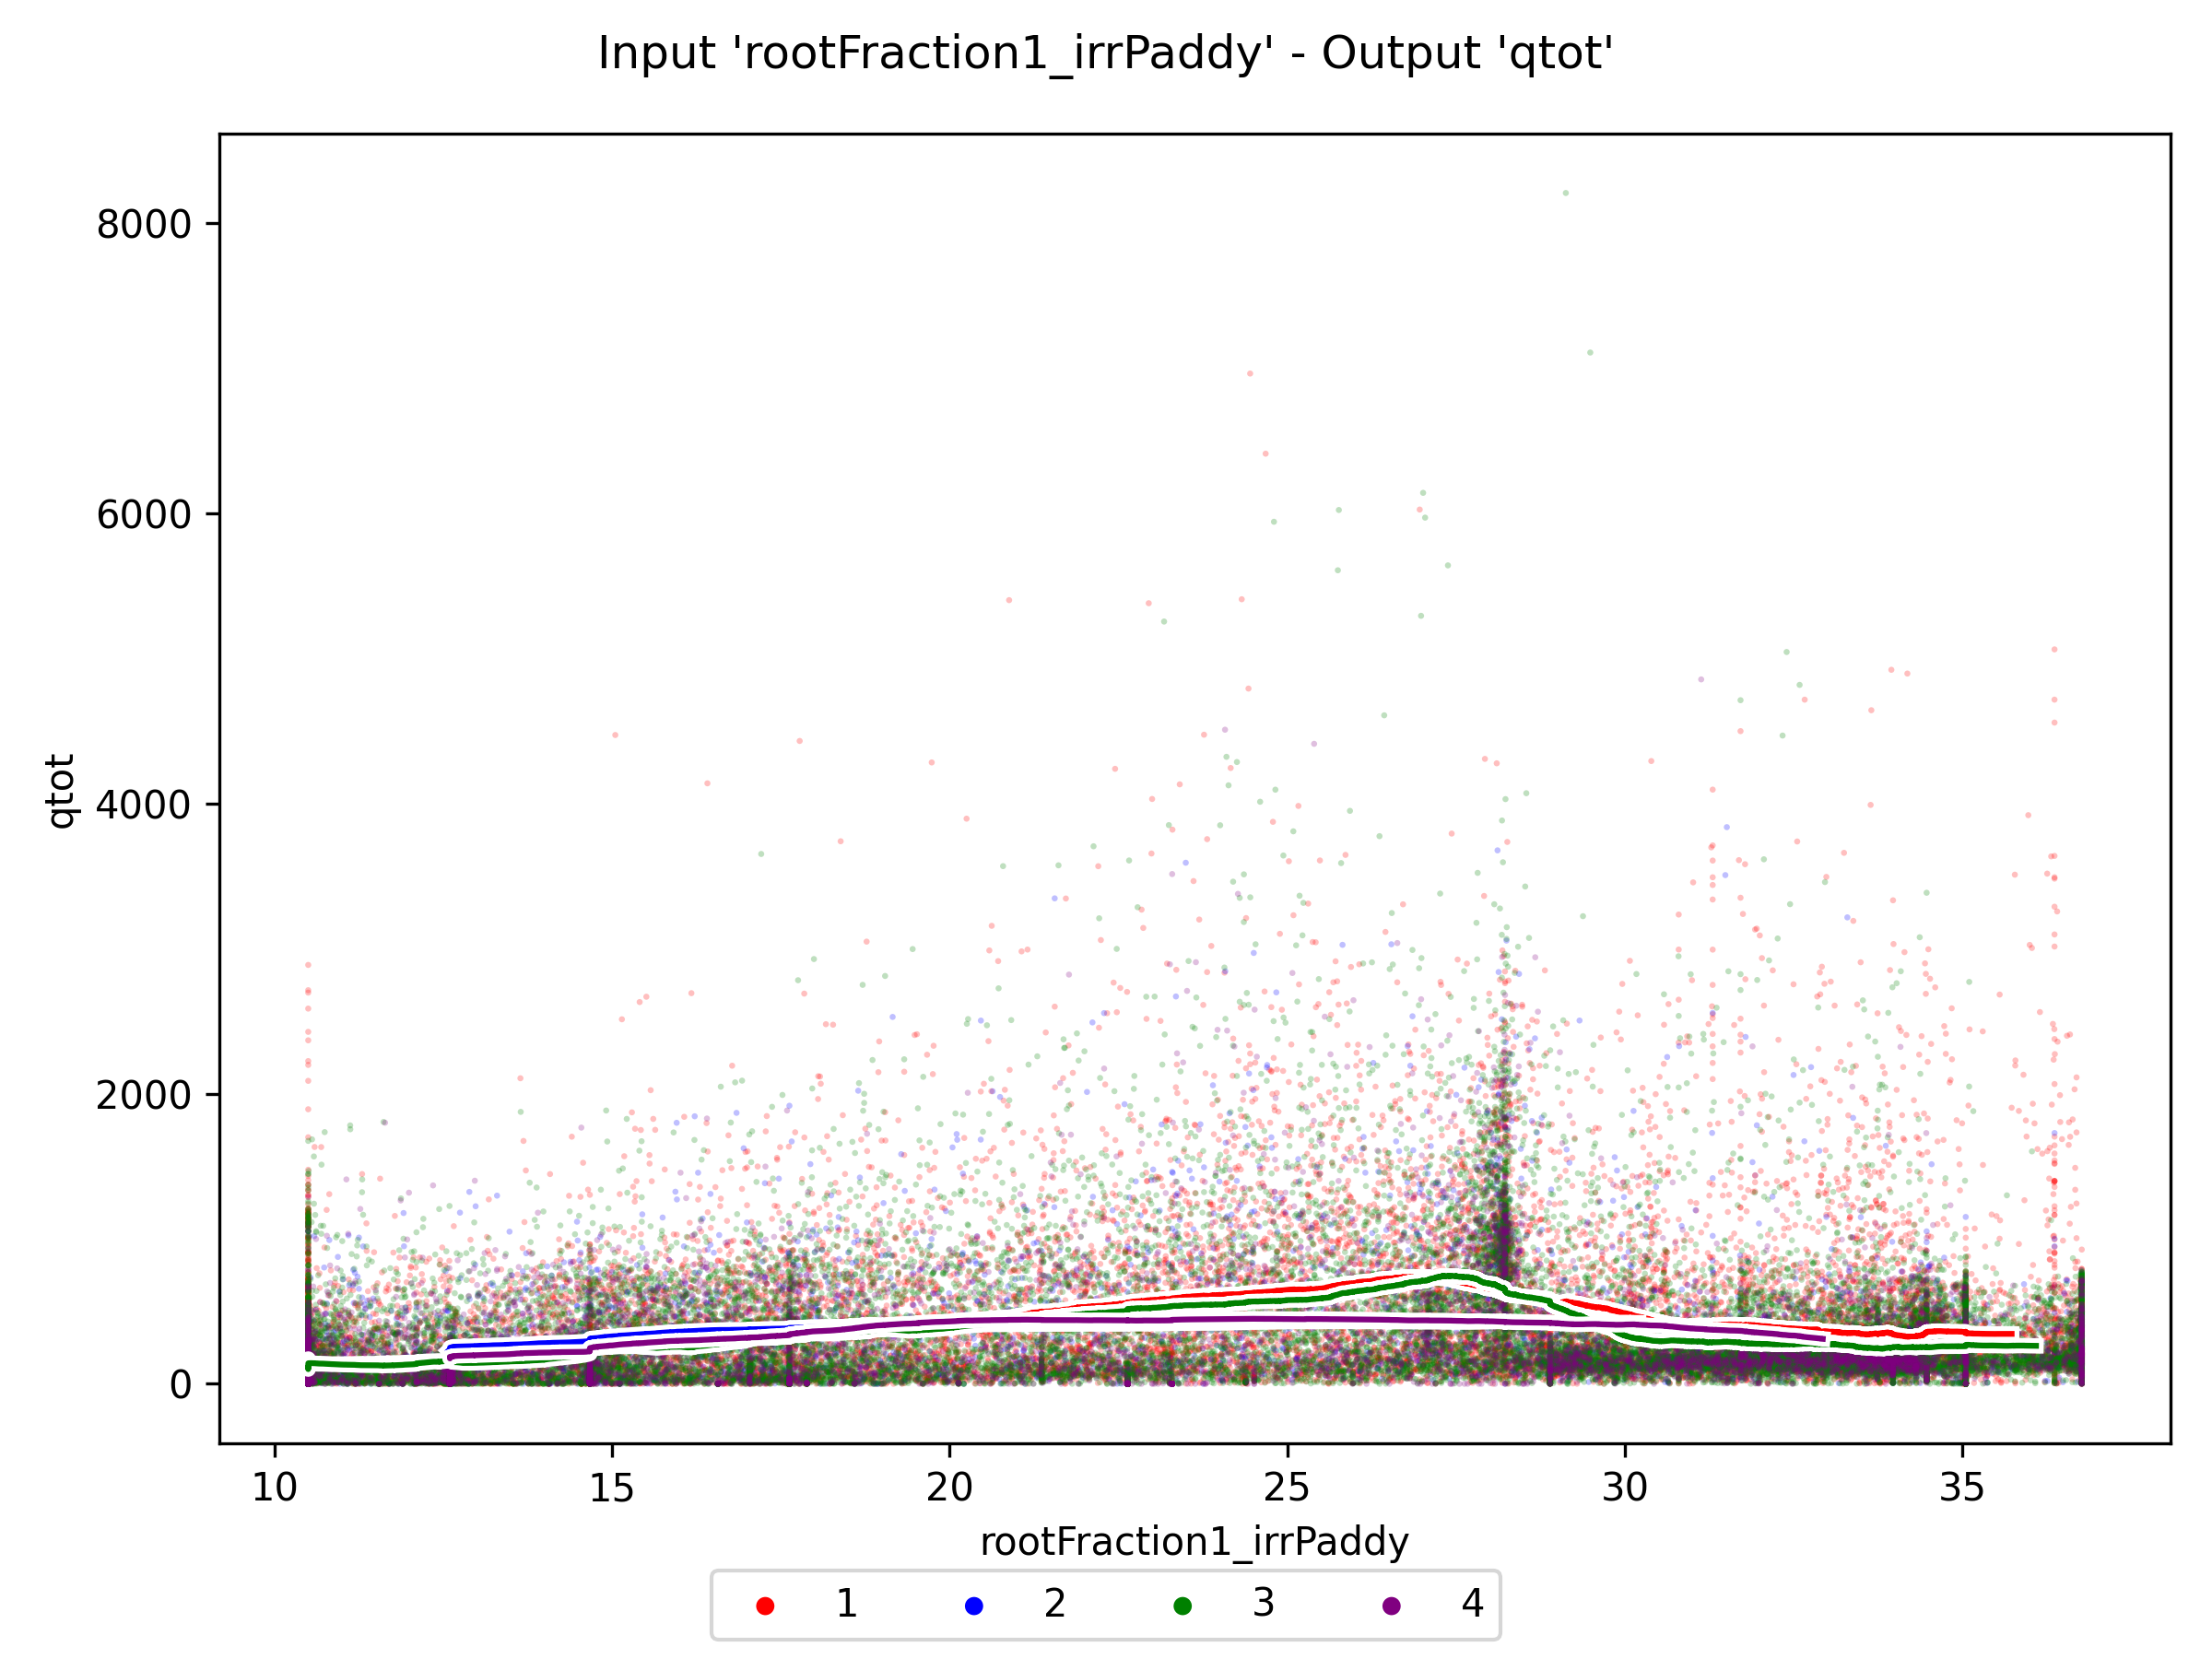 Input 'rootFraction1_irrPaddy' - Output 'qtot'
8000
6000
4000
2000
0
qtot
10 15 20 25 30 35
rootFraction1_irrPaddy
1 2 3 4